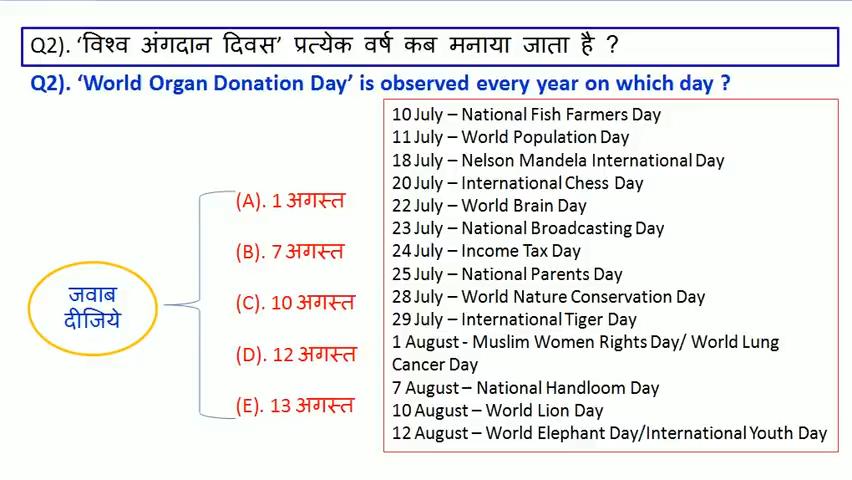 Q2). ‘विश्व अंगदान दिवस’ प्रत्येक वर्ष कब मनाया जाता है ?
Q2). ‘World Organ Donation Day’ is observed every year on which day ?
जवाब
दीजिये
(A). 1 अगस्त
(B). 7 अगस्त
(C). 10 अगस्त
(D). 12 अगस्त
(E). 13 अगस्त
10 July – National Fish Farmers Day
11 July – World Population Day
18 July – Nelson Mandela International Day
20 July – International Chess Day
22 July – World Brain Day
23 July – National Broadcasting Day
24 July – Income Tax Day
25 July – National Parents Day
28 July – World Nature Conservation Day
29 July – International Tiger Day
1 August - Muslim Women Rights Day/ World Lung
Cancer Day
7 August – National Handloom Day
10 August – World Lion Day
12 August – World Elephant Day/International Youth Day